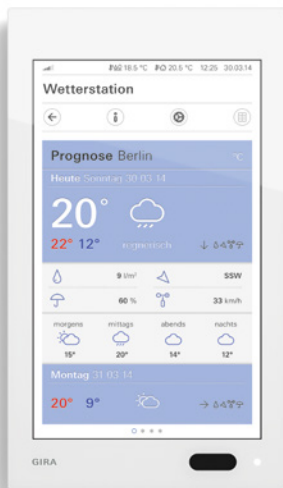 18.5 °C 20.5 °C 12:25 30.03.14
Wetterstation
Prognose Berlin °C
Heute Sonntag 30.03.14
20°
22° 12° regnerisch
9 l/m² SSW
60 % 33 km/h
morgens mittags abends nachts
15° 20° 14° 12°
Montag 31.03.14
20° 9°
GIRA